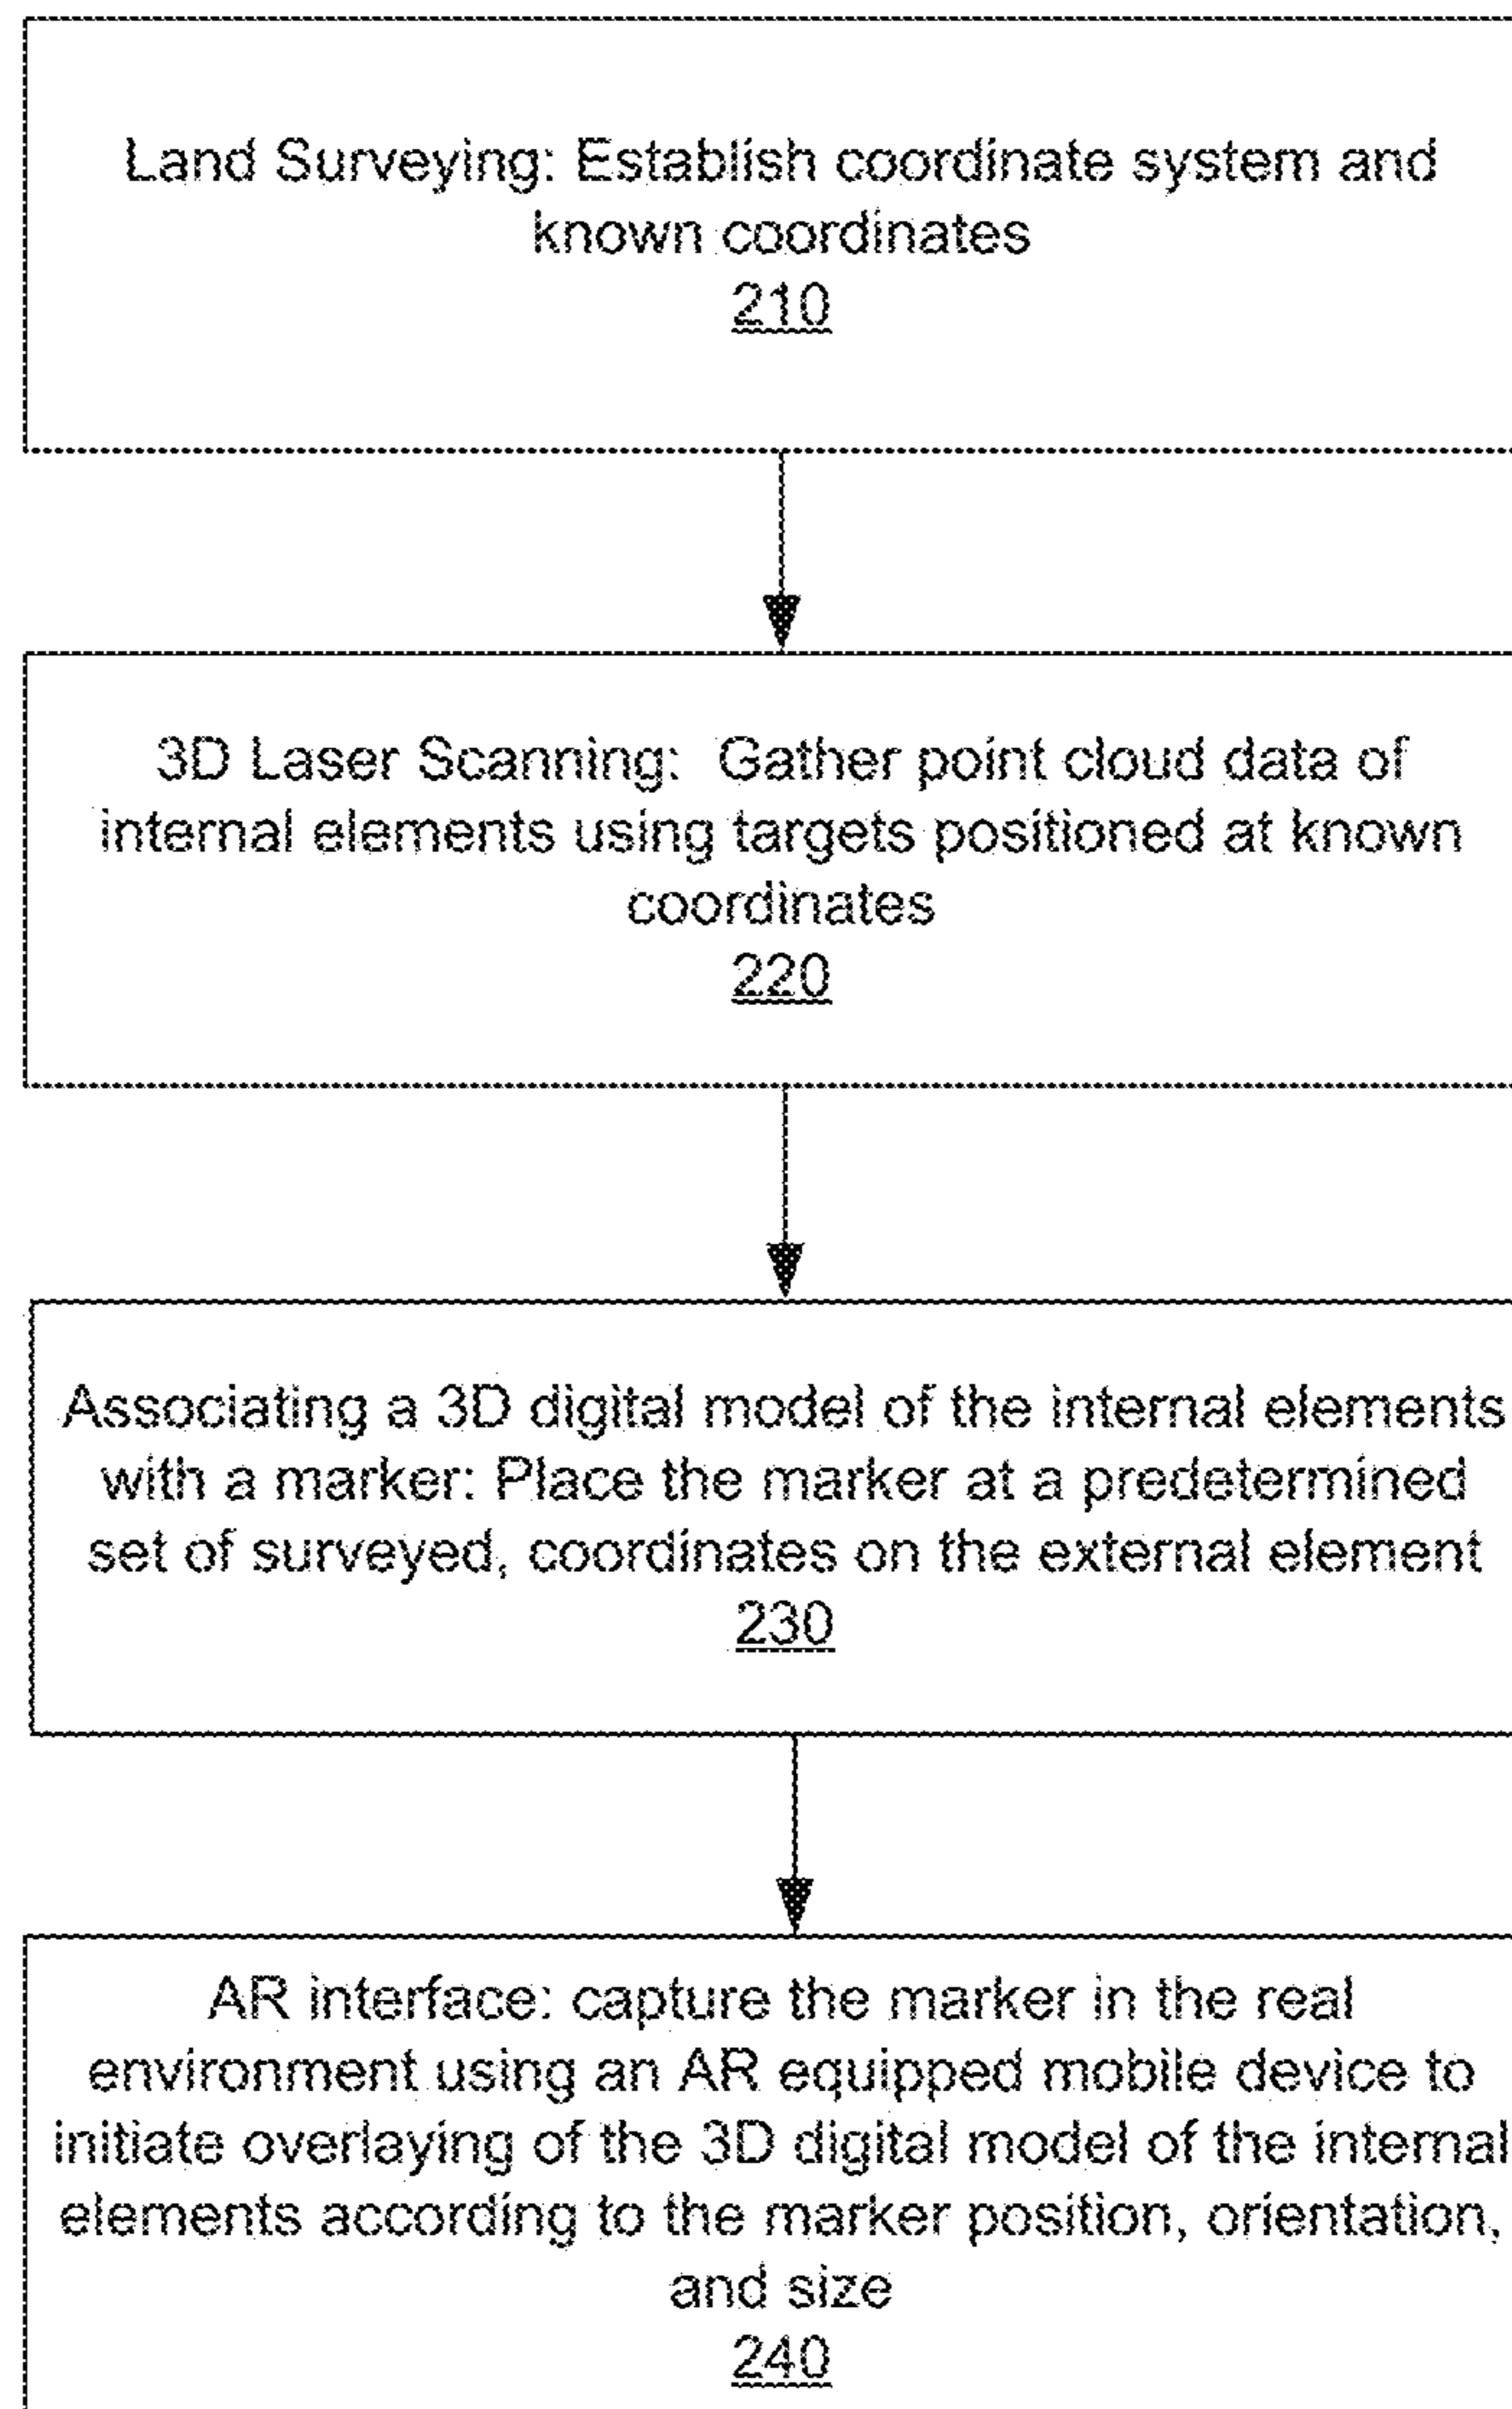 Land Surveying: Establish coordinate system and
known coordinates
210
3D Laser Scanning: Gather point cloud data of
internal elements using targets positioned at known
coordinates
220
Associating a 3D digital model of the internal elements
with a marker: Place the marker at a predetermined
set of surveyed, coordinates on the external element
230
AR interface: capture the marker in the real
environment using an AR equipped mobile device to
initiate overlaying of the 3D digital model of the internal
elements according to the marker position, orientation,
and size
240